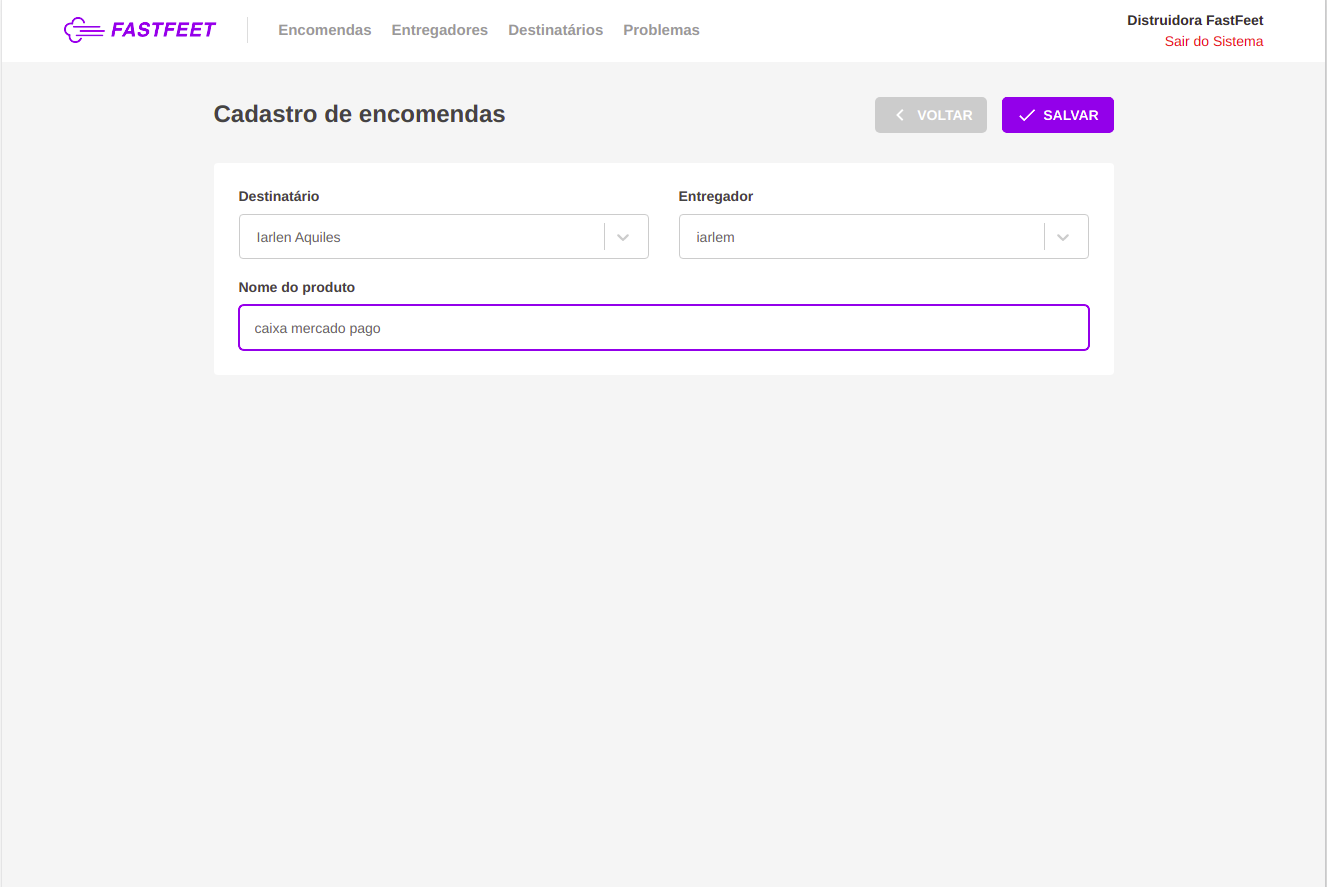 FASTFEET
Encomendas Entregadores Destinatários Problemas
Distruidora FastFeet
Sair do Sistema
Cadastro de encomendas
VOLTAR
SALVAR
Destinatário
Entregador
Iarlen Aquiles
iarlem
Nome do produto
caixa mercado pago